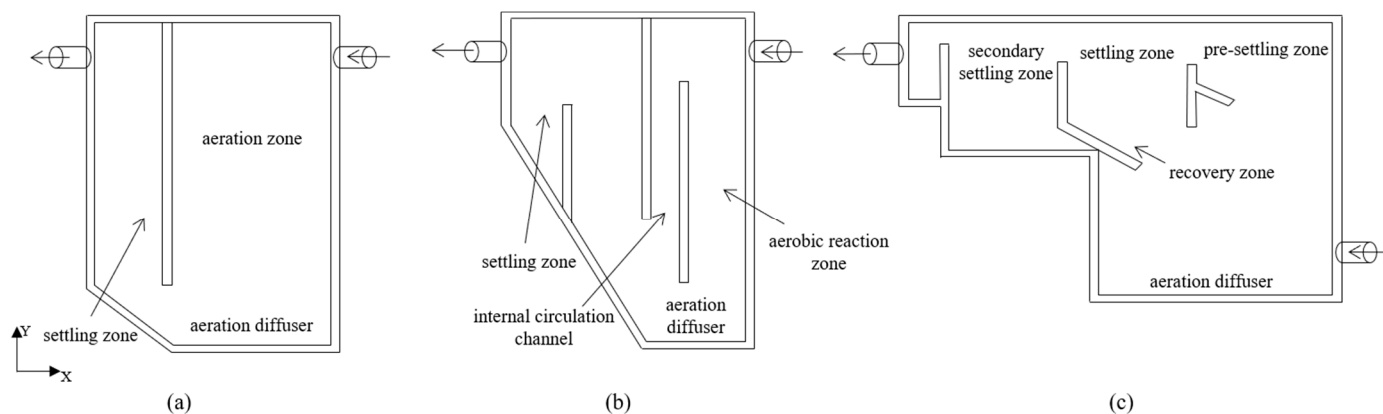 aeration zone
settling zone
aeration diffuser
Y
X
(a)
settling zone
internal circulation
channel
aeration
diffuser
aerobic reaction
zone
(b)
secondary
settling zone
settling zone
pre-settling zone
recovery zone
aeration diffuser
(c)